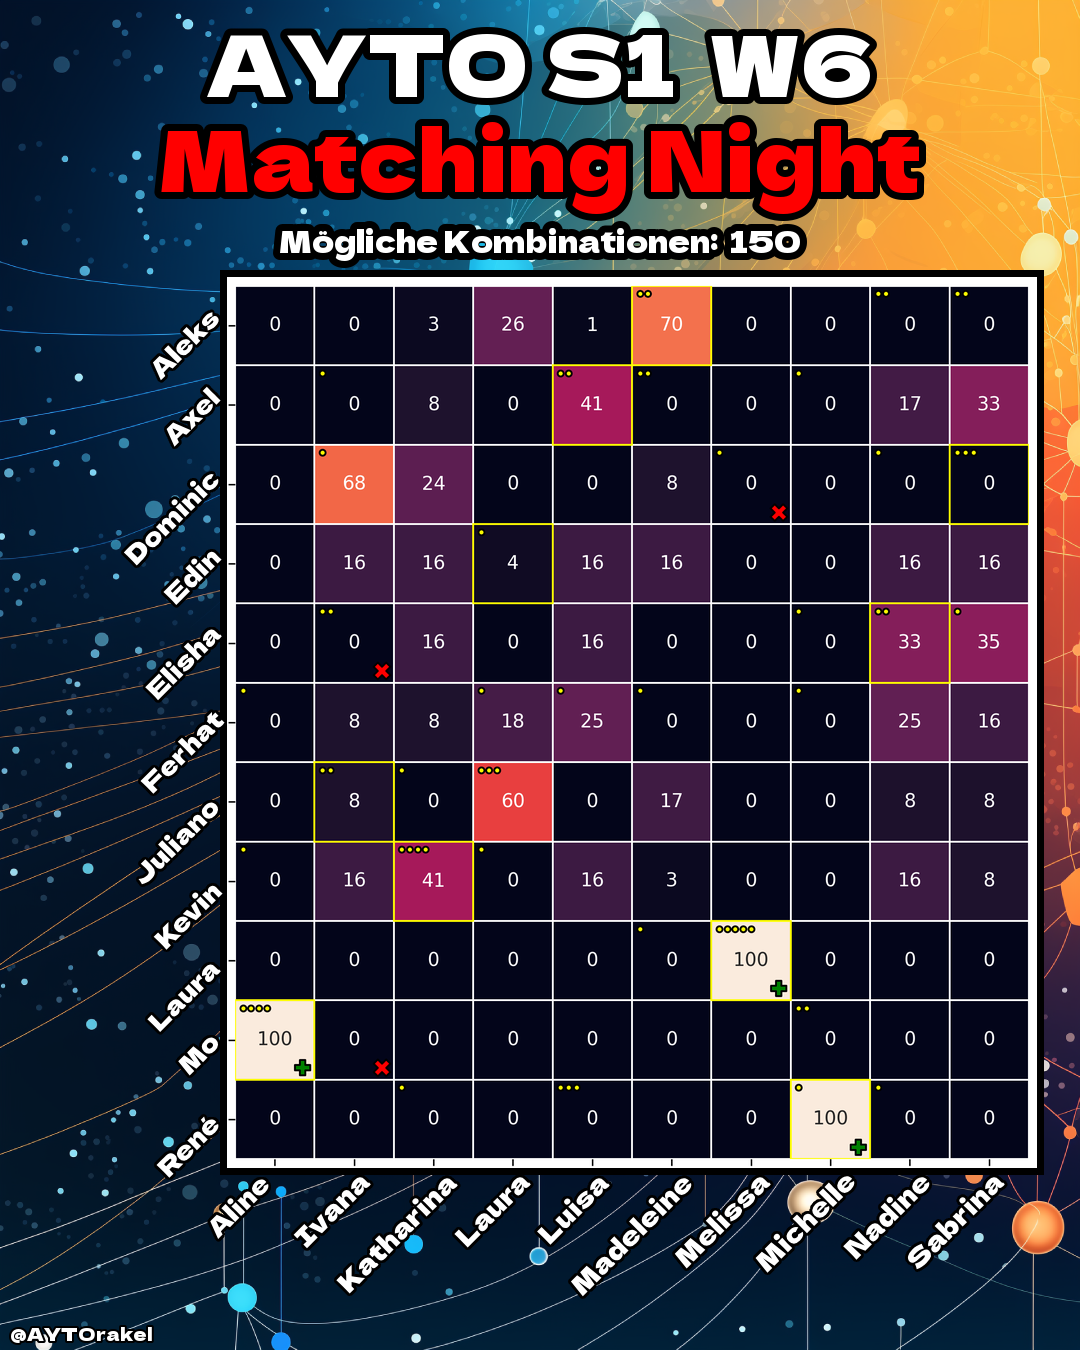 AYTO S1 W6
Matching Night
Mögliche Kombinationen: 150
Aleks 0 0 3 26 1 70 0 0 0 0
Axel 0 0 8 0 41 0 0 0 17 33
Dominic 0 68 24 0 0 8 0 0 0 0
Edin 0 16 16 4 16 16 0 0 16 16
Elisha 0 0 16 0 16 0 0 0 33 35
Ferhat 0 8 8 18 25 0 0 0 25 16
Juliano 0 8 0 60 0 17 0 0 8 8
Kevin 0 16 41 0 16 3 0 0 16 8
Laura 0 0 0 0 0 0 100 0 0 0
Mo 100 0 0 0 0 0 0 0 0 0
René 0 0 0 0 0 0 0 100 0 0
Aline Ivana Katharina Laura Luisa Madeleine Melissa Michelle Nadine Sabrina
@AYTOrakel